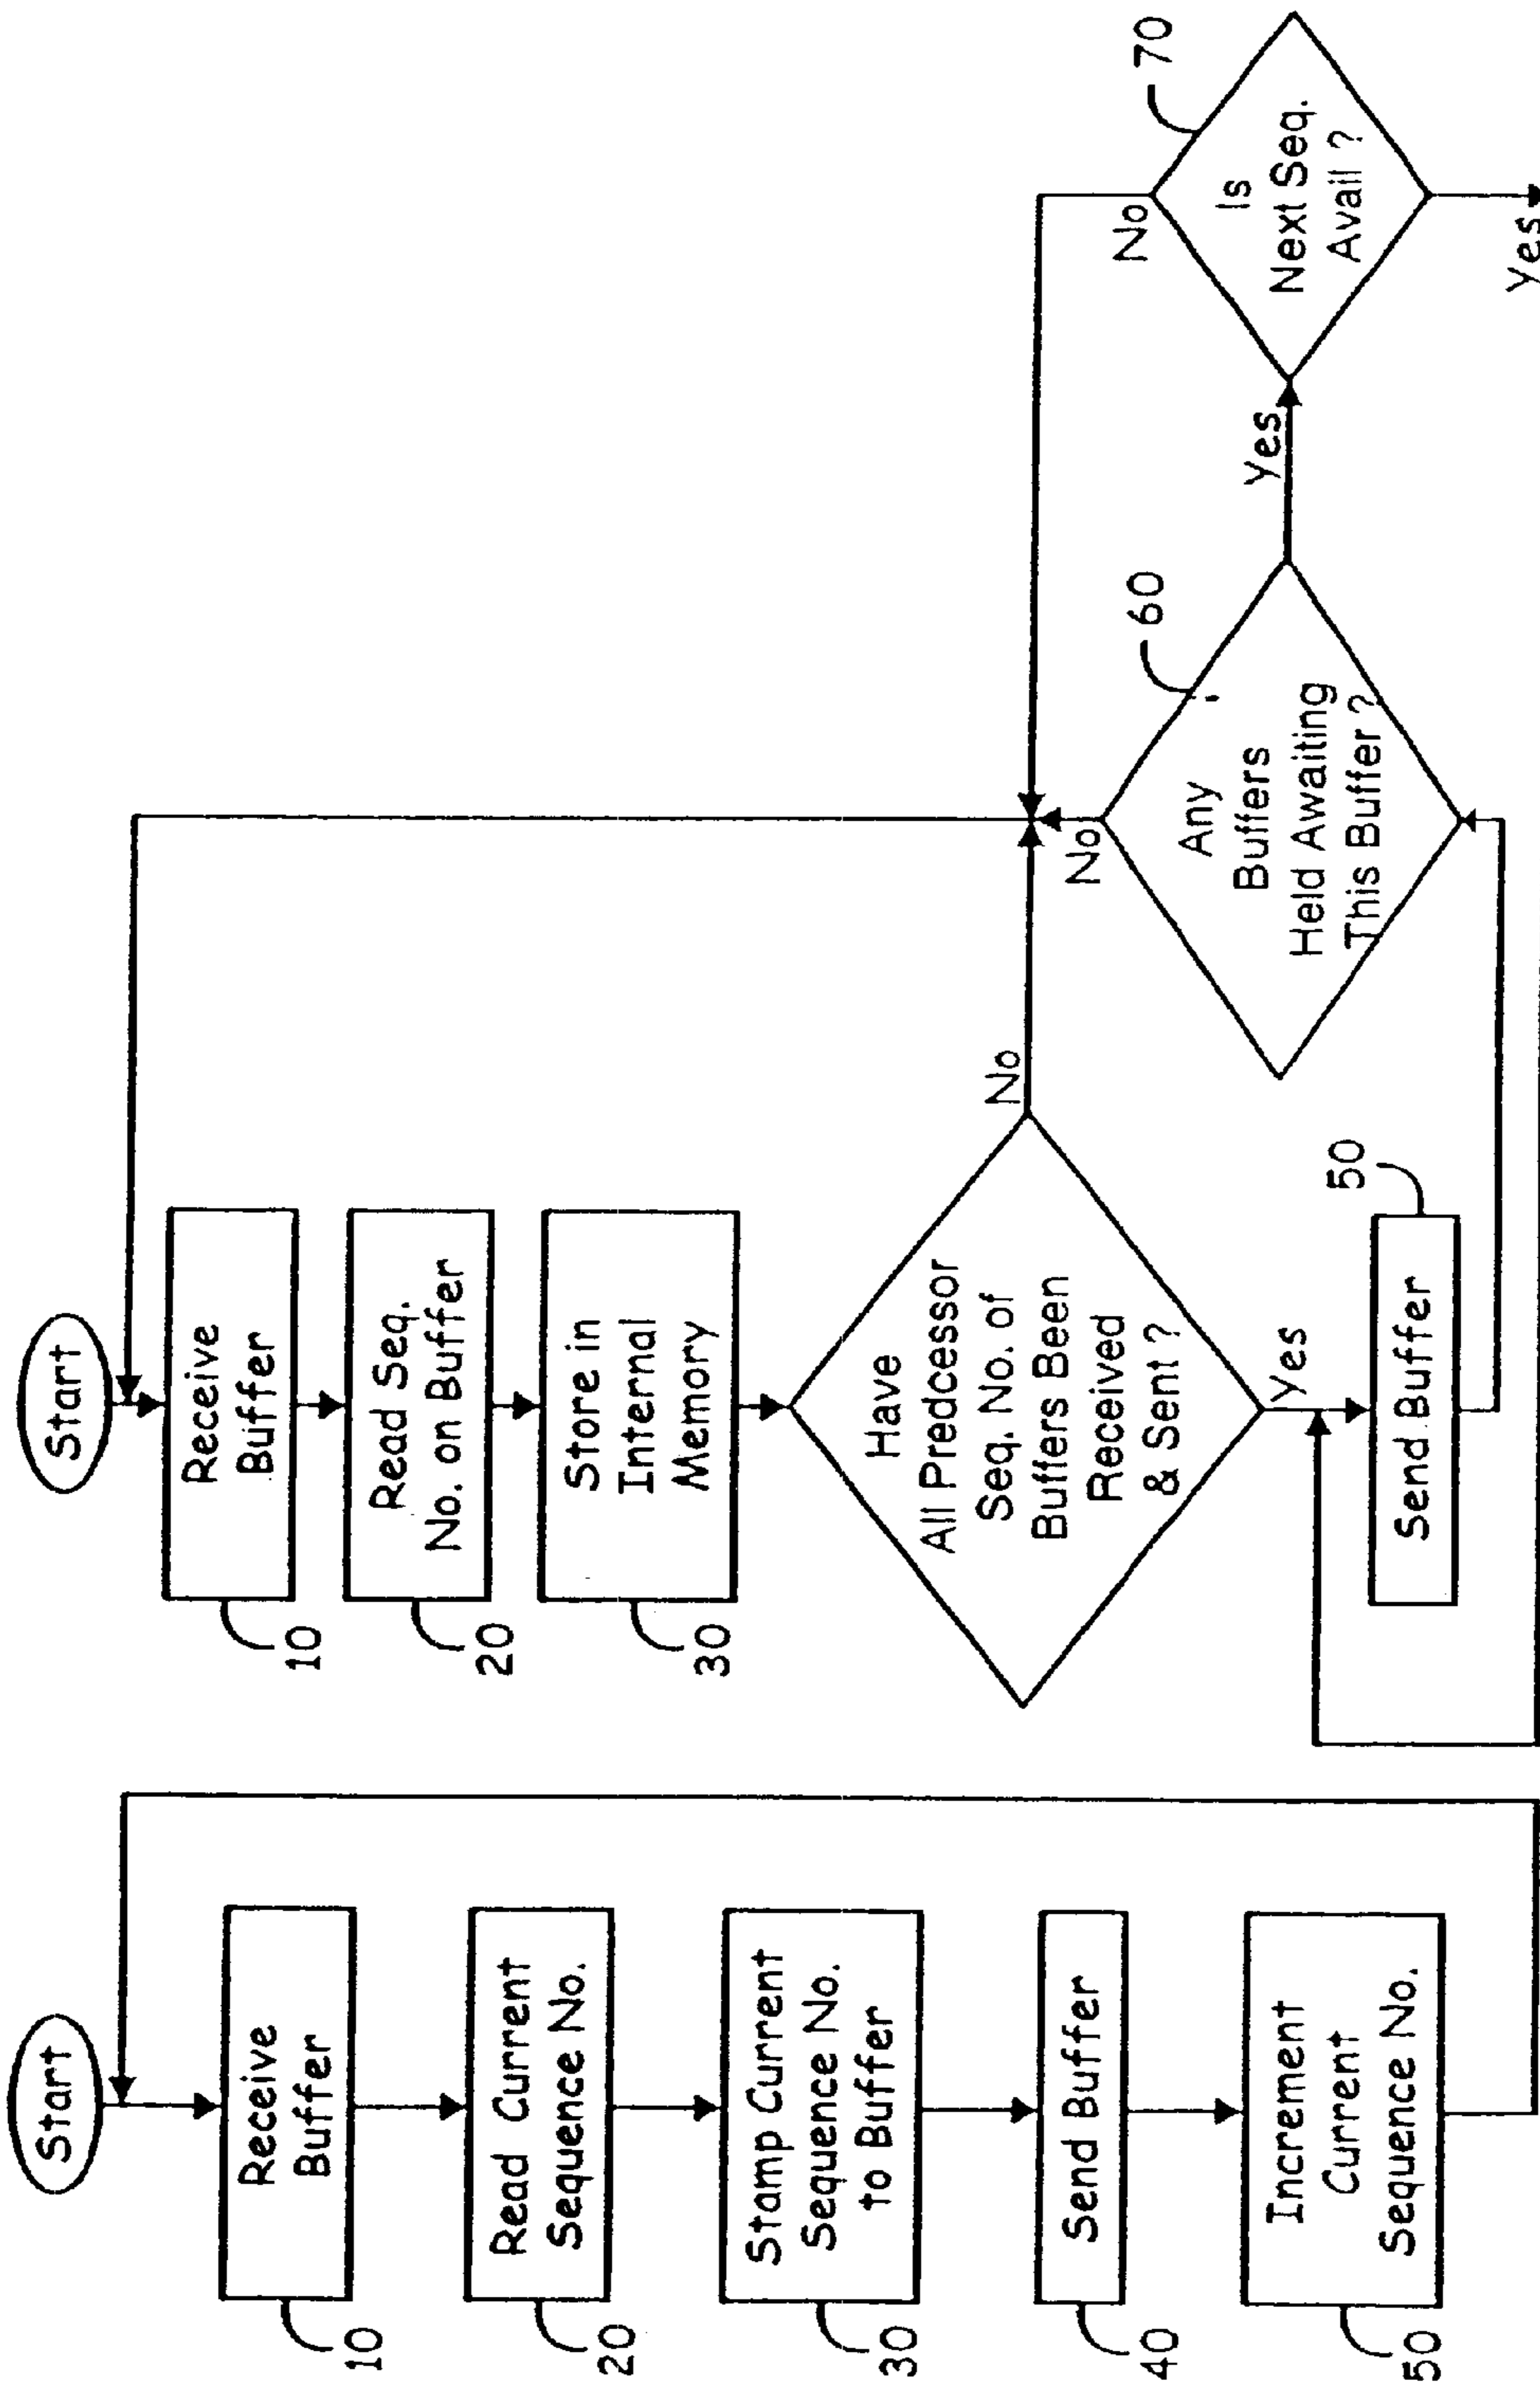 Start
Receive
Buffer
10
Read Current
Sequence No.
20
Stamp Current
Sequence No.
to Buffer
30
Send Buffer
40
Increment
Current
Sequence No.
50
Start
Receive
Buffer
10
Read Seq.
No. on Buffer
20
Store in
Internal
Memory
30
Have
All Predcessor
Seq. No. of
Buffers Been
Received
& Sent ?
No
Yes
Send Buffer
50
Any
Buffers
Held Awaiting
This Buffer ?
60
No
Yes
Is
Next Seq.
Avail ?
70
No
Yes